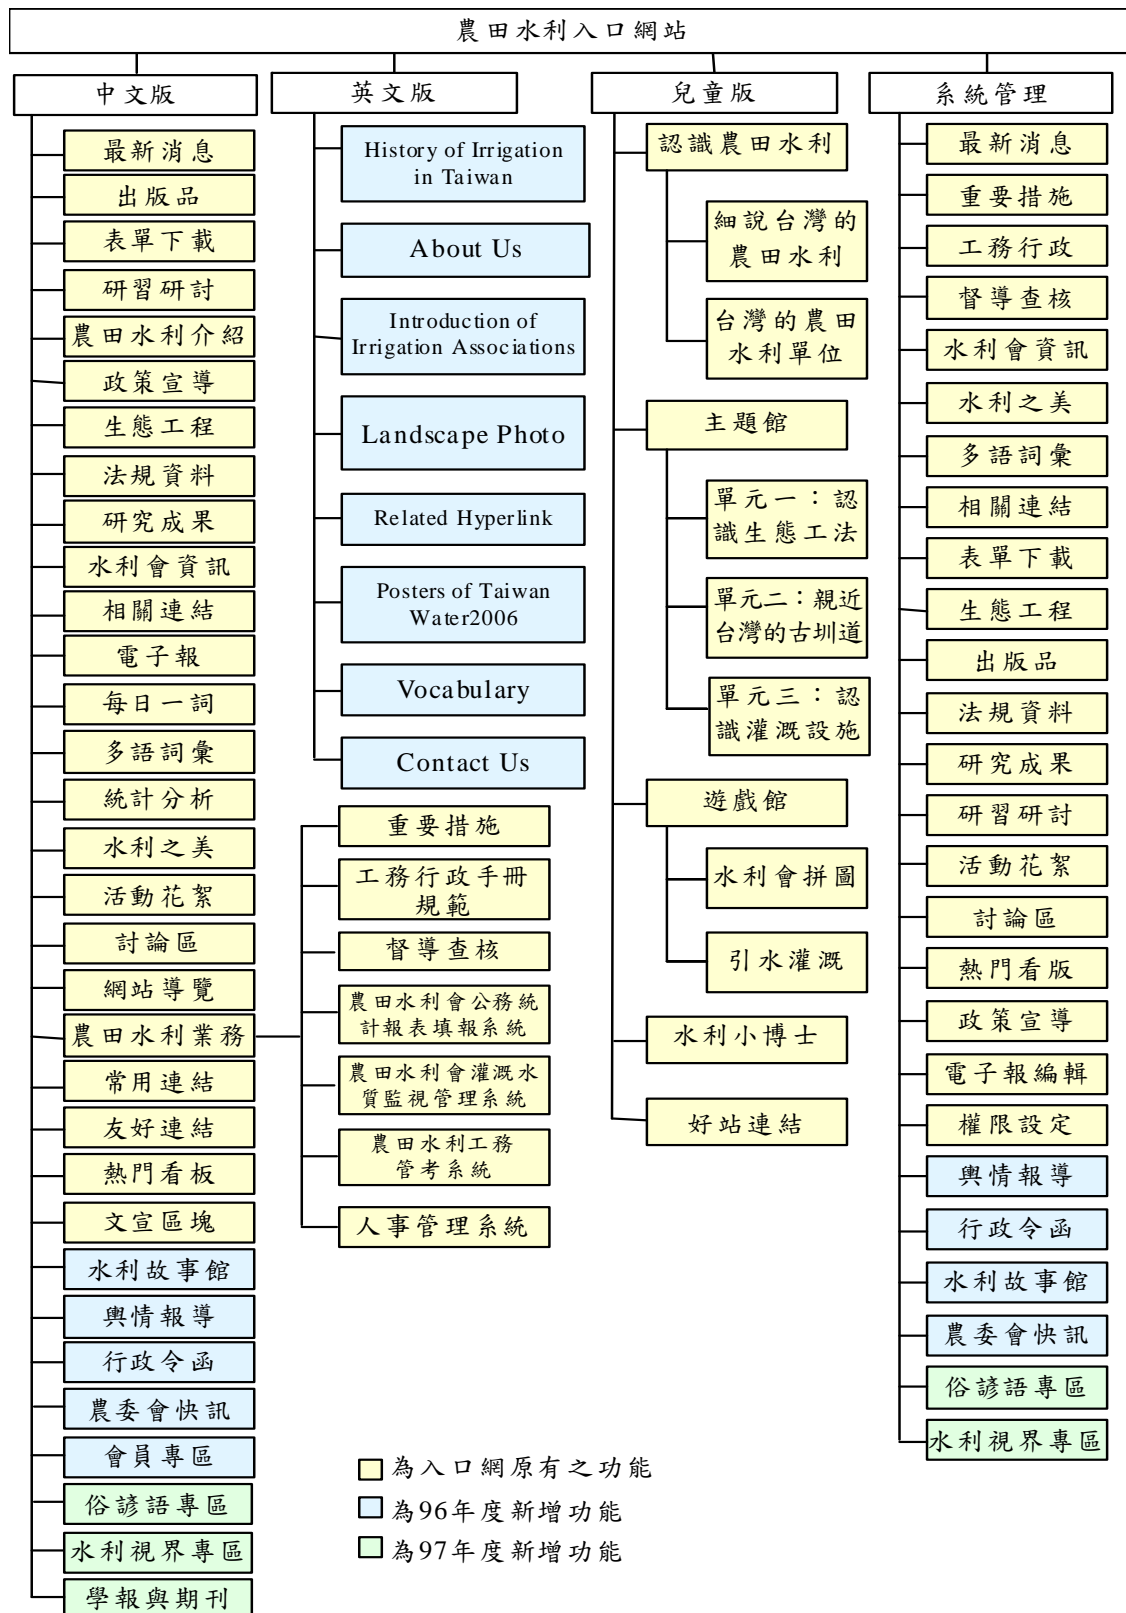 農田水利入口網站
中文版
最新消息
出版品
表單下載
研習研討
農田水利介紹
政策宣導
生態工程
法規資料
研究成果
水利會資訊
相關連結
電子報
每日一詞
多語詞彙
統計分析
水利之美
活動花絮
討論區
網站導覽
農田水利業務
常用連結
友好連結
熱門看板
文宣區塊
水利故事館
輿情報導
行政令函
農委會快訊
會員專區
俗諺語專區
水利視界專區
學報與期刊
英文版
History of Irrigation
in Taiwan
About Us
Introduction of
Irrigation Associations
Landscape Photo
Related Hyperlink
Posters of Taiwan
Water2006
Vocabulary
Contact Us
重要措施
工務行政手冊
規範
督導查核
農田水利會公務統
計報表填報系統
農田水利會灌溉水
質監視管理系統
農田水利工務
管考系統
人事管理系統
兒童版
認識農田水利
細說台灣的
農田水利
台灣的農田
水利單位
主題館
單元一：認
識生態工法
單元二：親近
台灣的古圳道
單元三：認
識灌溉設施
遊戲館
水利會拼圖
引水灌溉
水利小博士
好站連結
系統管理
最新消息
重要措施
工務行政
督導查核
水利會資訊
水利之美
多語詞彙
相關連結
表單下載
生態工程
出版品
法規資料
研究成果
研習研討
活動花絮
討論區
熱門看版
政策宣導
電子報編輯
權限設定
輿情報導
行政令函
水利故事館
農委會快訊
俗諺語專區
水利視界專區
為入口網原有之功能
為96年度新增功能
為97年度新增功能